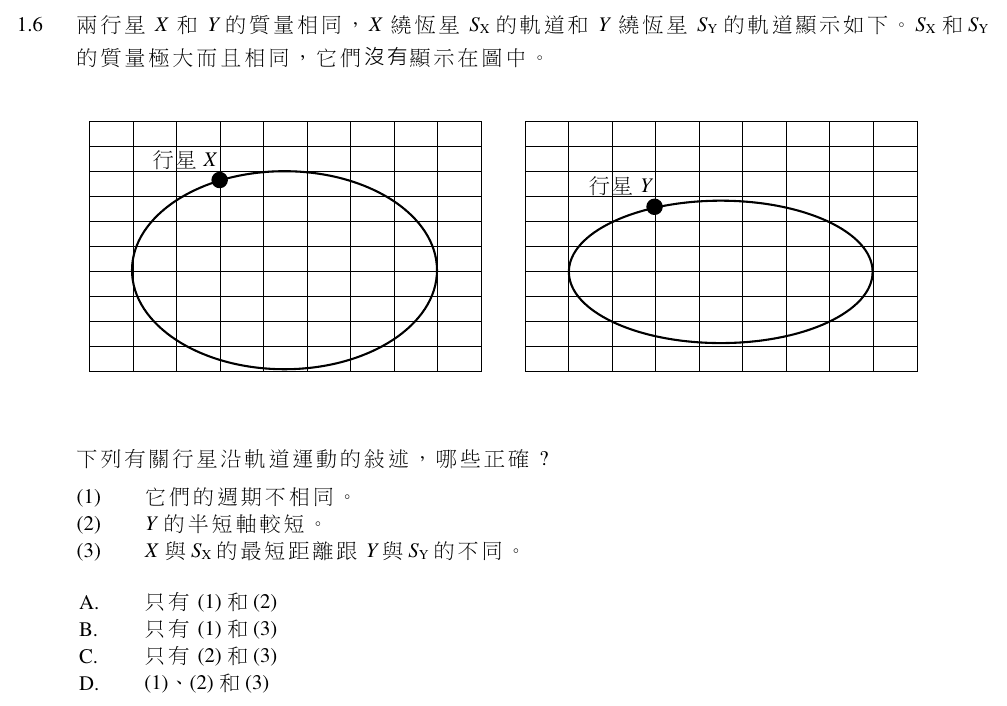 1.6 兩行星 X 和 Y 的質量相同，X 繞恆星 SX 的軌道和 Y 繞恆星 SY 的軌道顯示如下。SX 和 SY
的質量極大而且相同，它們沒有顯示在圖中。
行星 X
行星 Y
下列有關行星沿軌道運動的敍述，哪些正確？
(1) 它們的週期不相同。
(2) Y 的半短軸較短。
(3) X 與 SX 的最短距離跟 Y 與 SY 的不同。
A. 只有 (1) 和 (2)
B. 只有 (1) 和 (3)
C. 只有 (2) 和 (3)
D. (1)、(2) 和 (3)